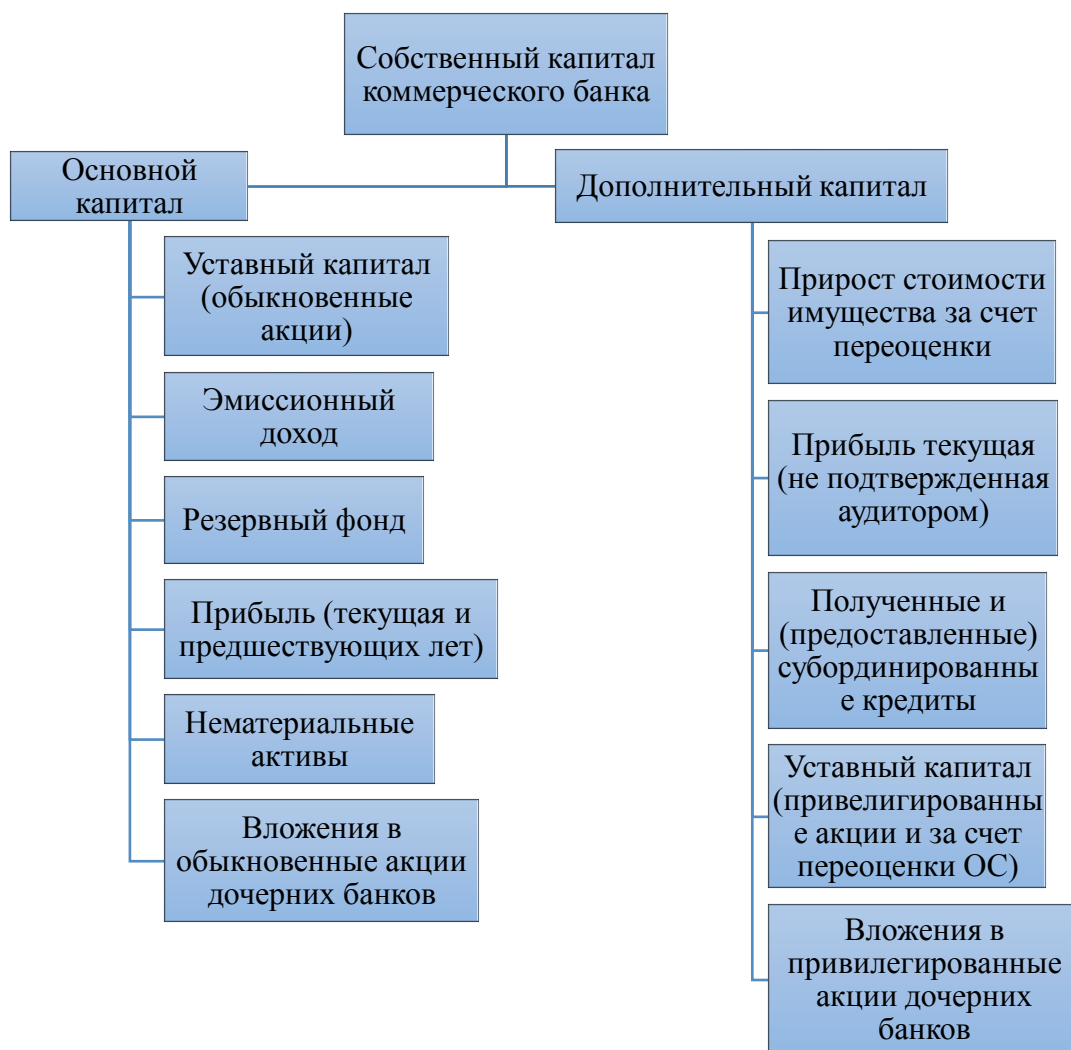 Собственный капитал
коммерческого банка
Основной
капитал
Уставный капитал
(обыкновенные
акции)
Эмиссионный
доход
Резервный фонд
Прибыль (текущая и
предшествующих лет)
Нематериальные
активы
Вложения в
обыкновенные акции
дочерних банков
Дополнительный капитал
Прирост стоимости
имущества за счет
переоценки
Прибыль текущая
(не подтвержденная
аудитором)
Полученные и
(предоставленные)
субординированны
е кредиты
Уставный капитал
(привелигированны
е акции и за счет
переоценки ОС)
Вложения в
привилегированные
акции дочерних
банков